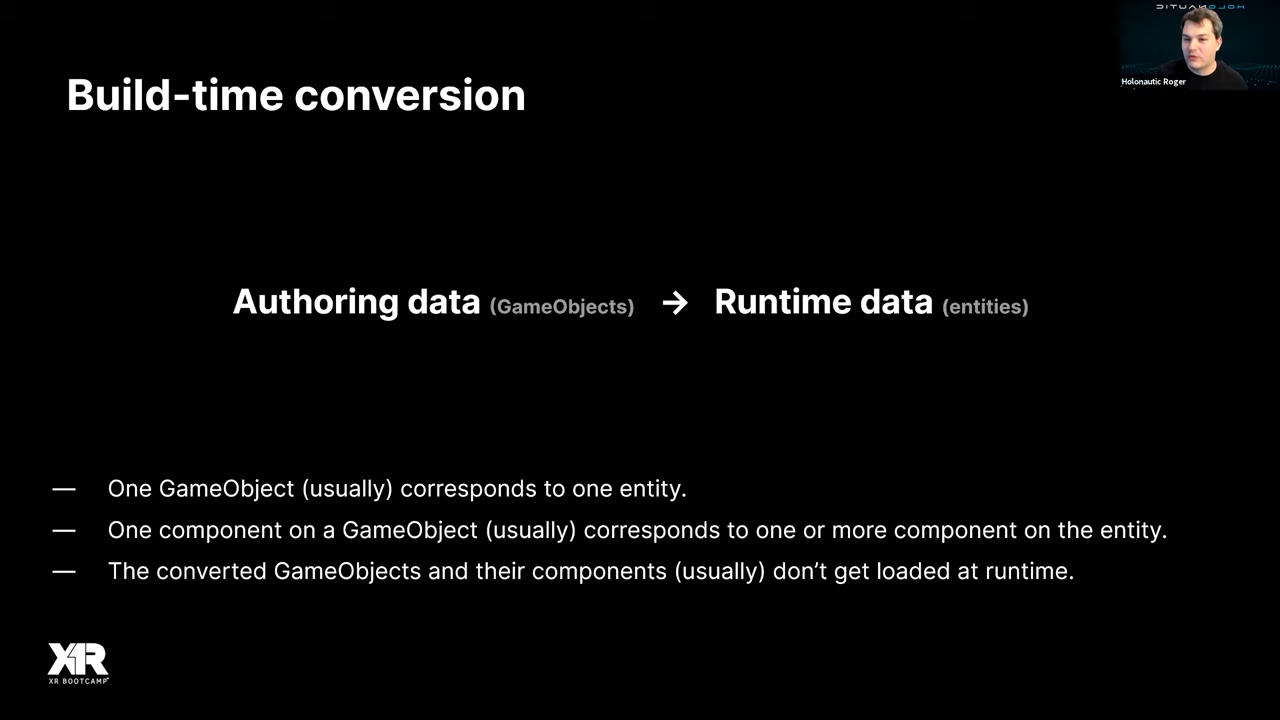 HOLONAUTIC
Holonautic Roger
Build-time conversion
Authoring data (GameObjects) → Runtime data (entities)
— One GameObject (usually) corresponds to one entity.
— One component on a GameObject (usually) corresponds to one or more component on the entity.
— The converted GameObjects and their components (usually) don’t get loaded at runtime.
XR
XR BOOTCAMP